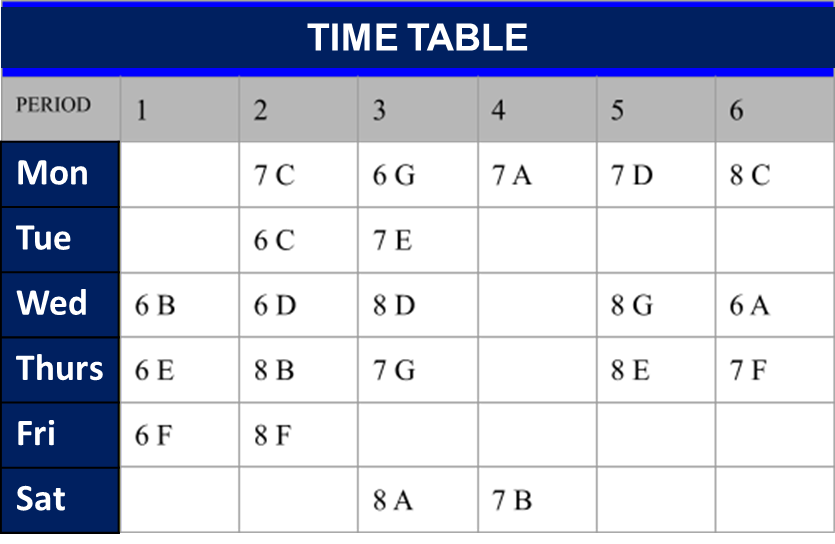 TIME TABLE
PERIOD 1 2 3 4 5 6
Mon 7 C 6 G 7 A 7 D 8 C
Tue 6 C 7 E
Wed 6 B 6 D 8 D 8 G 6 A
Thurs 6 E 8 B 7 G 8 E 7 F
Fri 6 F 8 F
Sat 8 A 7 B